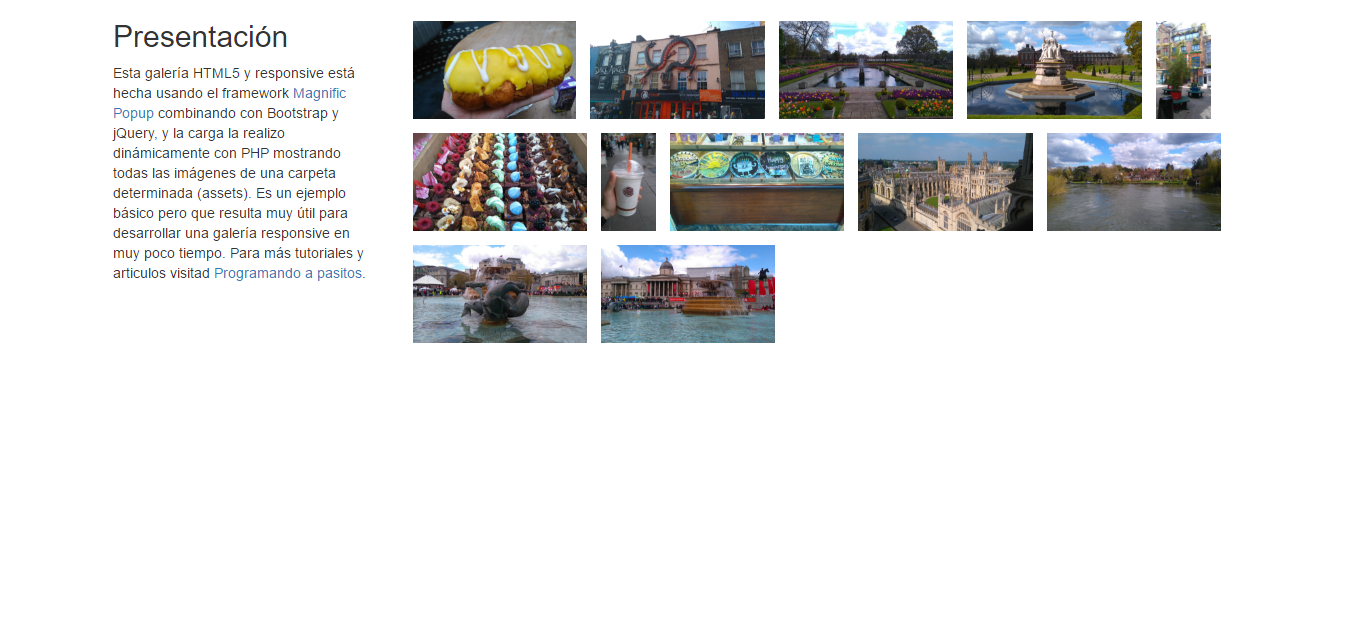 Presentación
Esta galería HTML5 y responsive está
hecha usando el framework Magnific
Popup combinando con Bootstrap y
jQuery, y la carga la realizo
dinámicamente con PHP mostrando
todas las imágenes de una carpeta
determinada (assets). Es un ejemplo
básico pero que resulta muy útil para
desarrollar una galería responsive en
muy poco tiempo. Para más tutoriales y
articulos visitad Programando a pasitos.